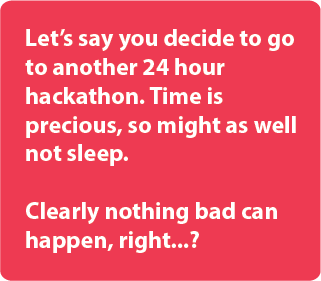 Let’s say you decide to go
to another 24 hour
hackathon. Time is
precious, so might as well
not sleep.
Clearly nothing bad can
happen, right...?